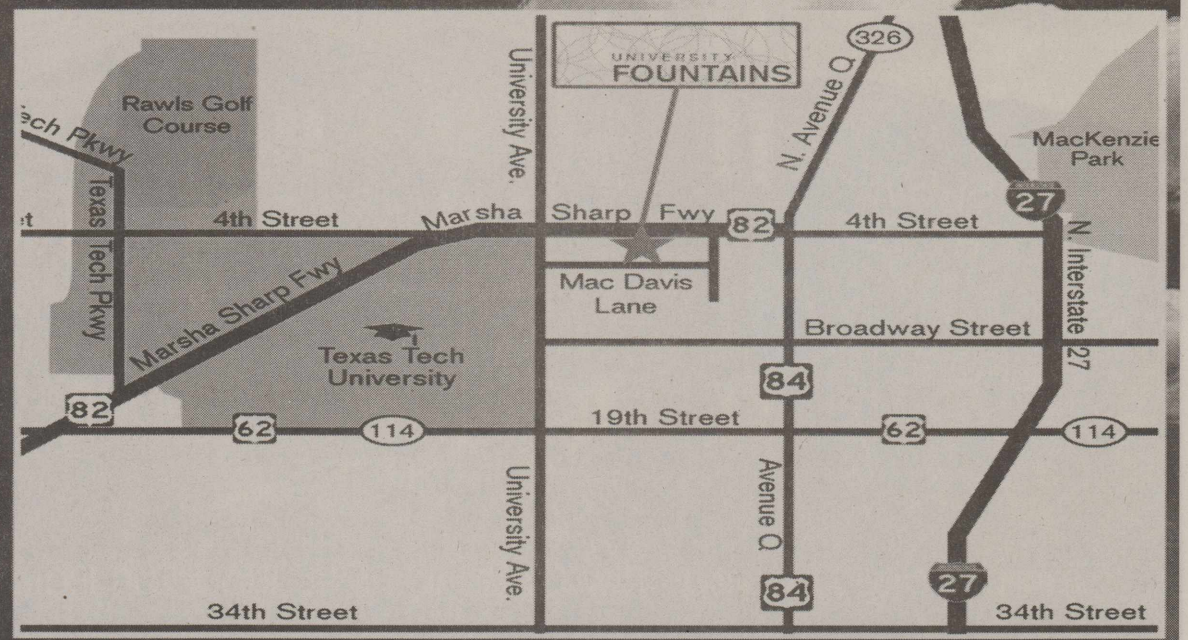 326
UNIVERSITY
FOUNTAINS
University Ave.
N. Avenue Q
Rawls Golf
Course
ech Pkwy
MacKenzie
Park
27
Texas Tech Pkwy
et
4th Street
Marsha Sharp Fwy
82
4th Street
N. Interstate 27
Marsha Sharp Fwy
Mac Davis
Lane
Broadway Street
Texas Tech
University
84
82
62
114
19th Street
62
114
University Ave.
Avenue Q
27
84
34th Street
34th Street